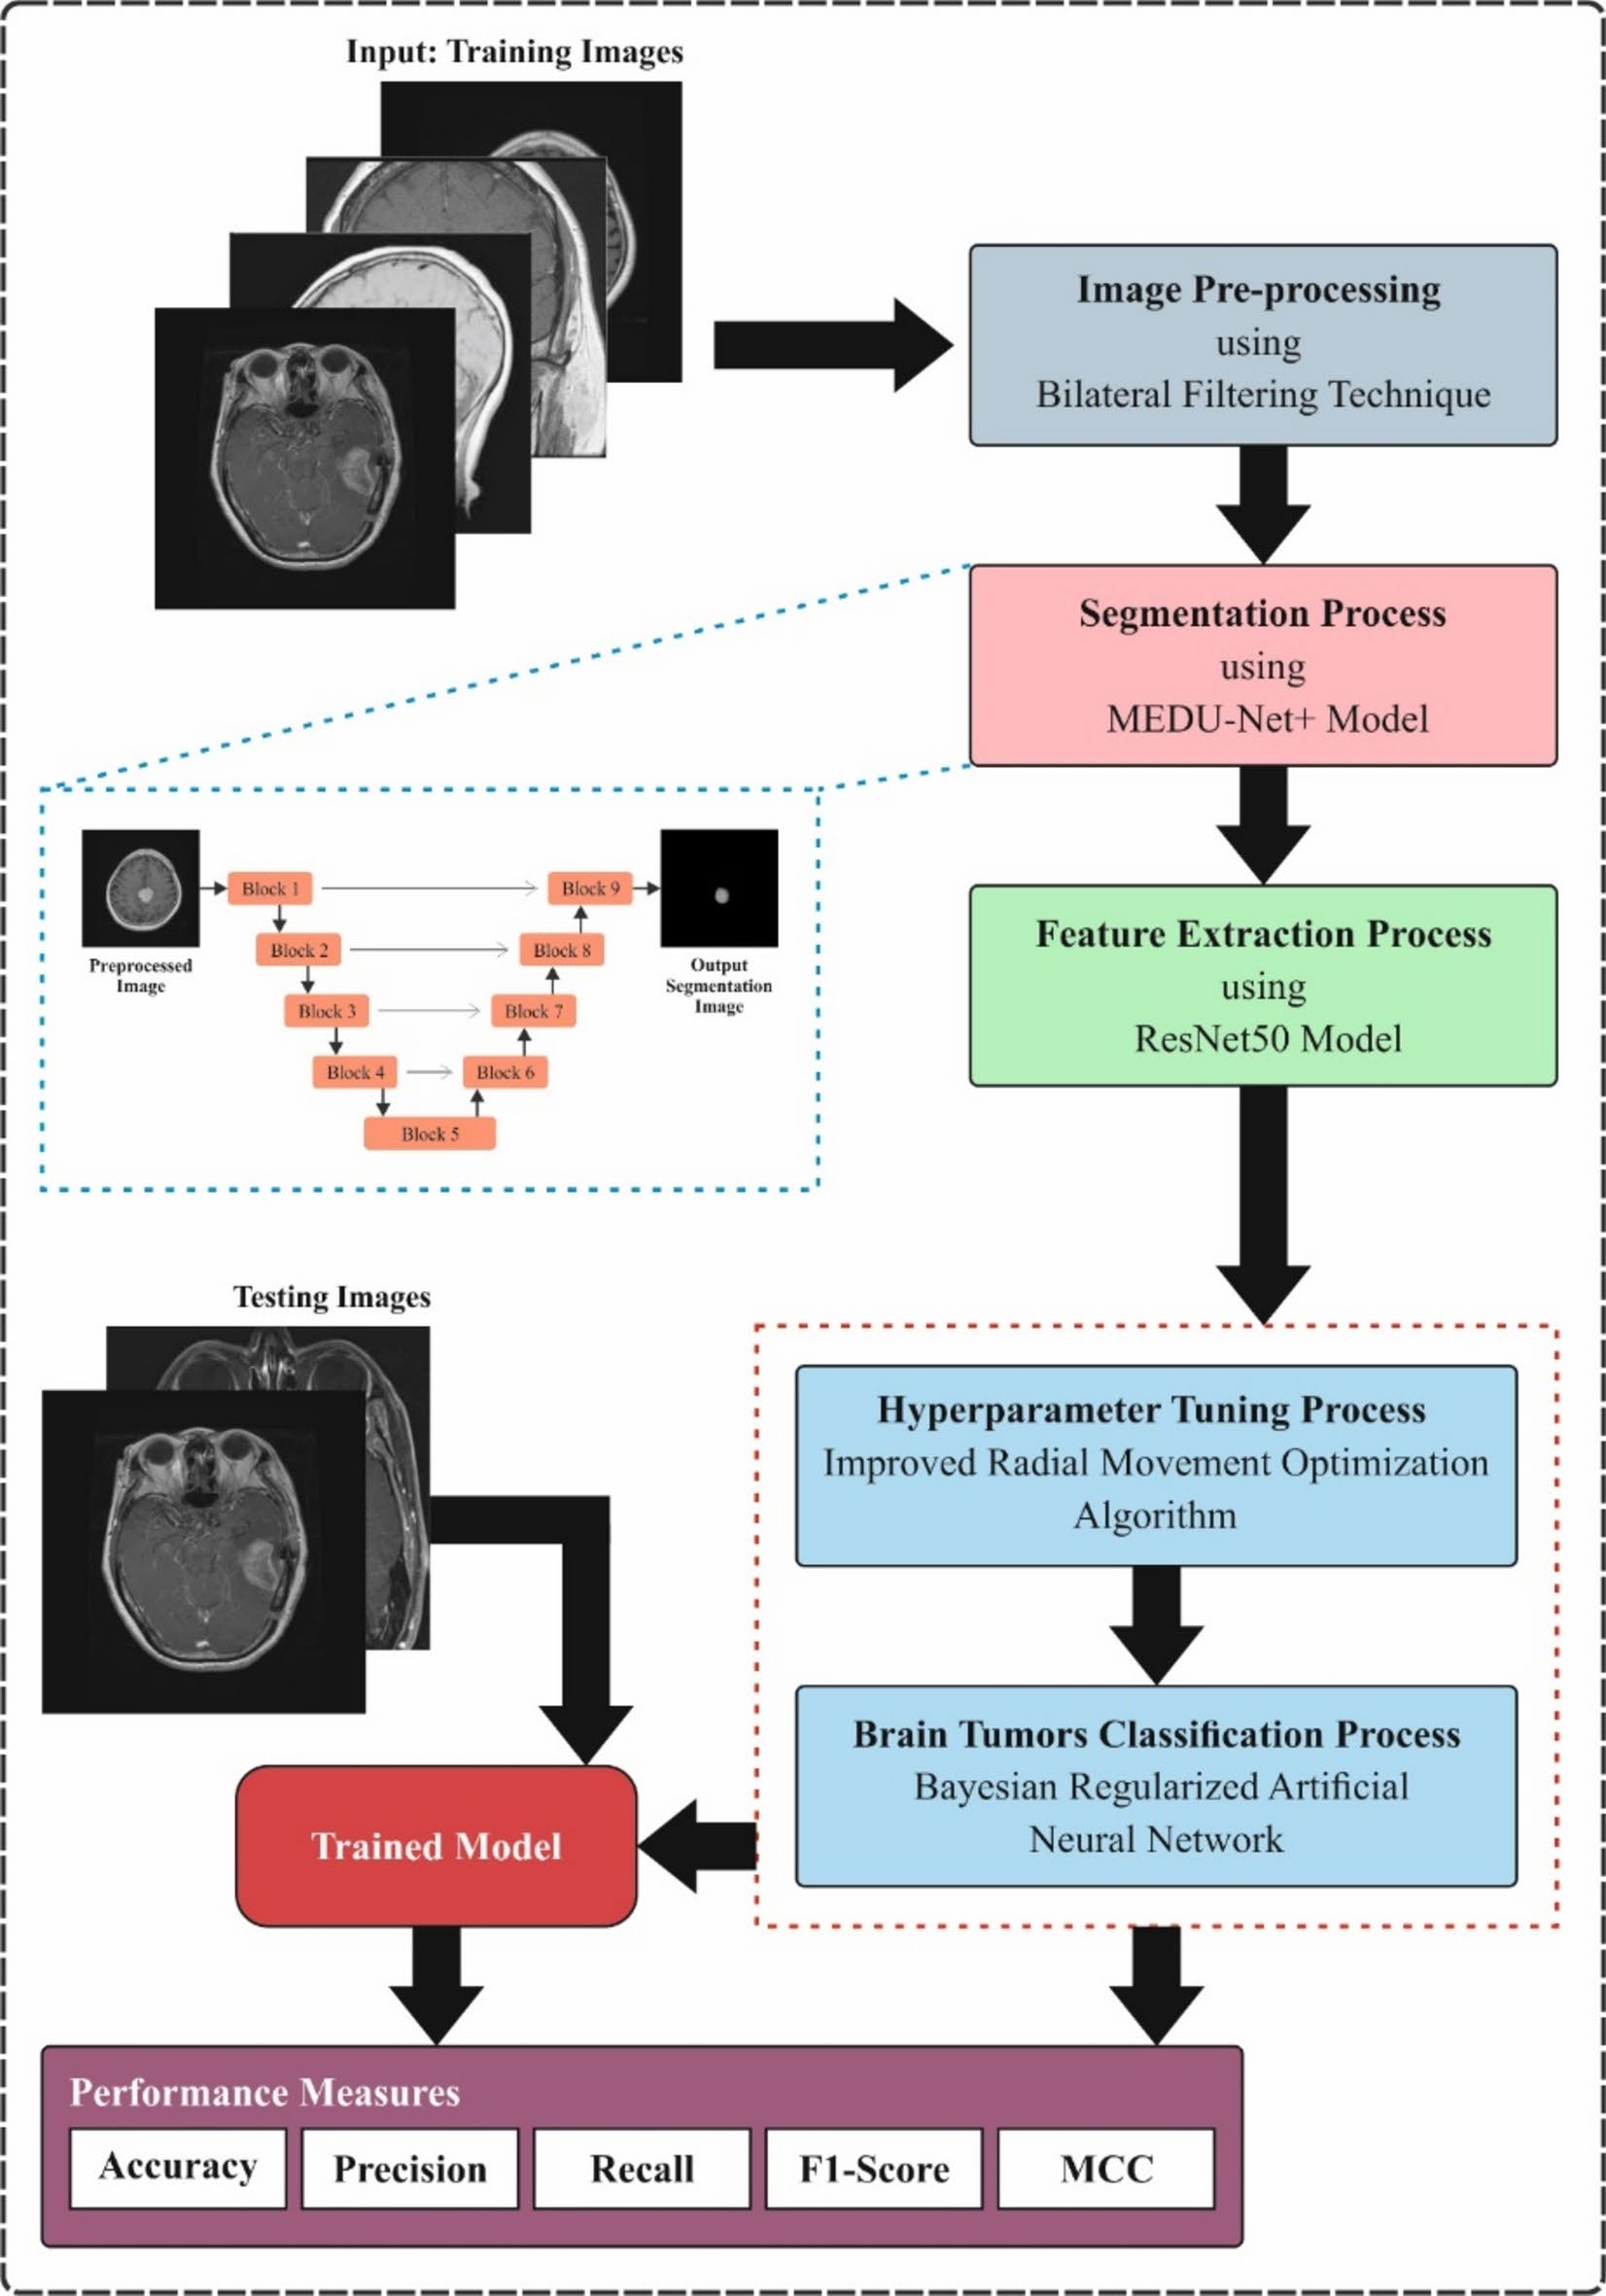 Input: Training Images
Image Pre-processing
using
Bilateral Filtering Technique
Segmentation Process
using
MEDU-Net+ Model
Preprocessed
Image
Block 1
Block 2
Block 3
Block 4
Block 5
Block 6
Block 7
Block 8
Block 9
Output
Segmentation
Image
Feature Extraction Process
using
ResNet50 Model
Testing Images
Hyperparameter Tuning Process
Improved Radial Movement Optimization
Algorithm
Brain Tumors Classification Process
Bayesian Regularized Artificial
Neural Network
Trained Model
Performance Measures
Accuracy
Precision
Recall
F1-Score
MCC